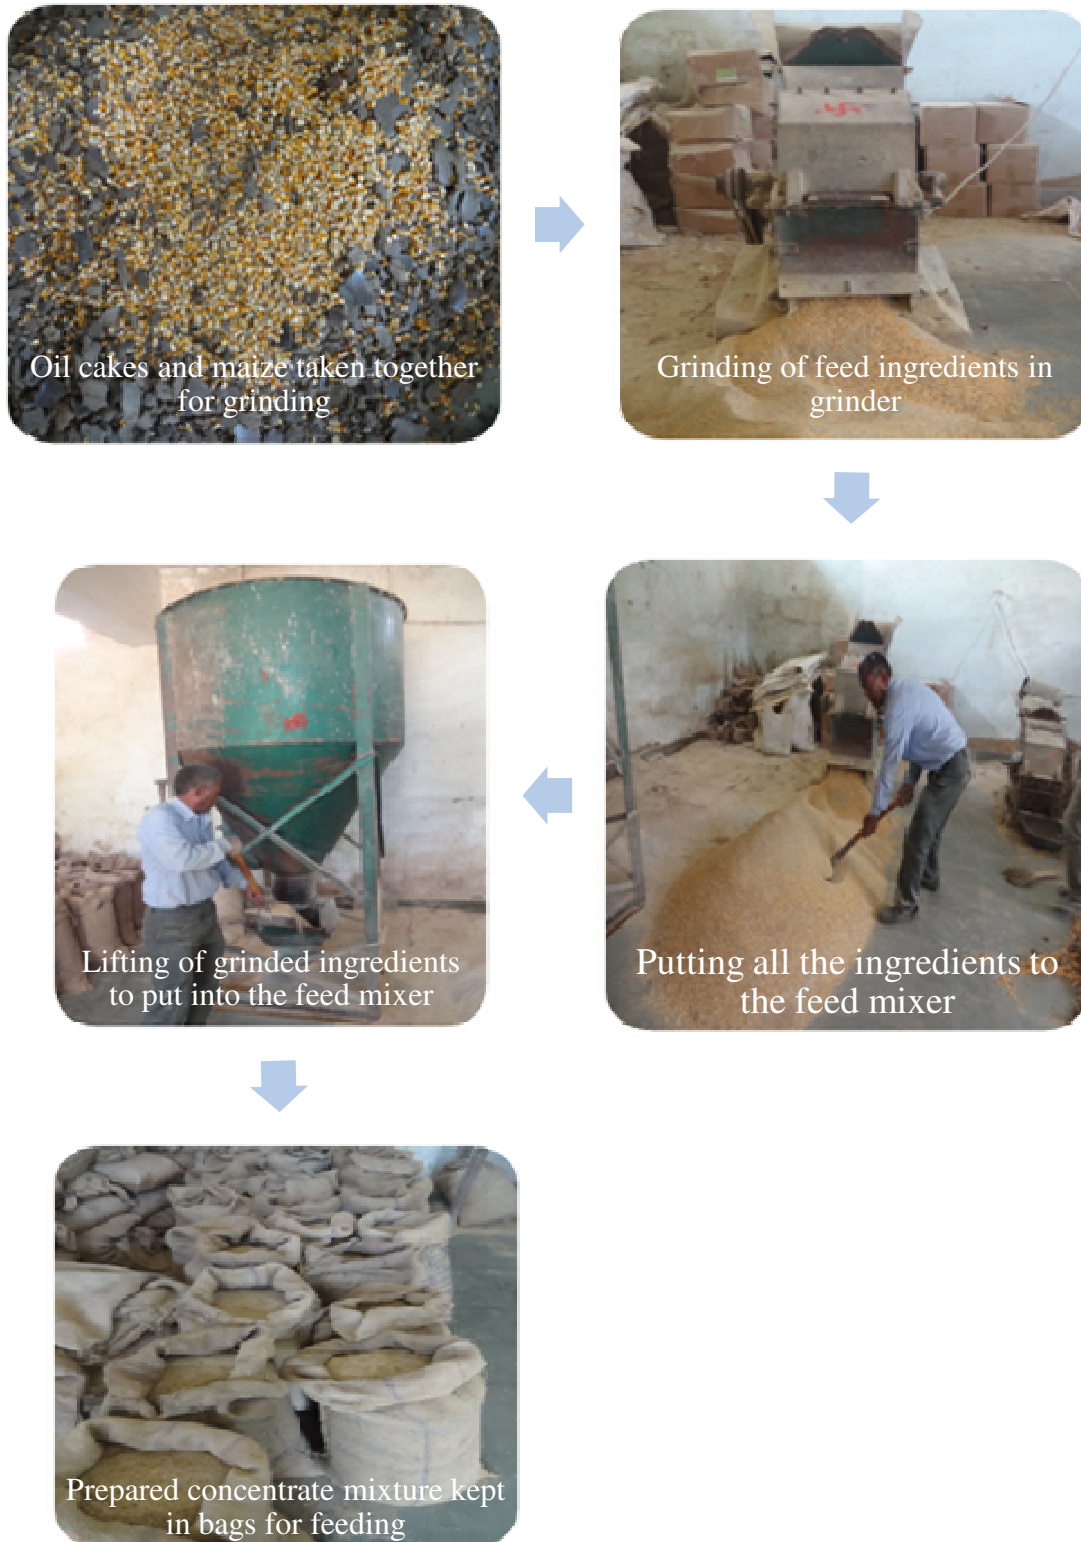 Oil cakes and maize taken together
for grinding
Grinding of feed ingredients in
grinder
Putting all the ingredients to
the feed mixer
Lifting of grinded ingredients
to put into the feed mixer
Prepared concentrate mixture kept
in bags for feeding